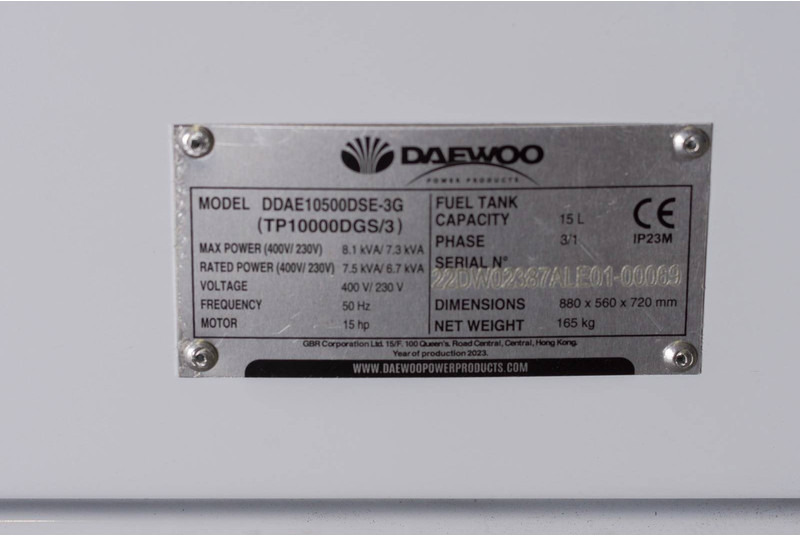 DAEWOO
POWER PRODUCTS
MODEL DDAE10500DSE-3G
(TP10000DGS/3)
MAX POWER (400V/ 230V) 8.1 kVA/ 7.3 kVA
RATED POWER (400V/ 230V) 7.5 kVA/ 6.7 kVA
VOLTAGE 400 V/ 230 V
FREQUENCY 50 Hz
MOTOR 15 hp
FUEL TANK
CAPACITY 15 L
PHASE 3/1
CE
IP23M
SERIAL N°
22DW02367ALE01-00069
DIMENSIONS 880 x 560 x 720 mm
NET WEIGHT 165 kg
GBR Corporation Ltd. 15/F. 100 Queen's. Road Central, Central, Hong Kong.
Year of production 2023.
WWW.DAEWOOPOWERPRODUCTS.COM